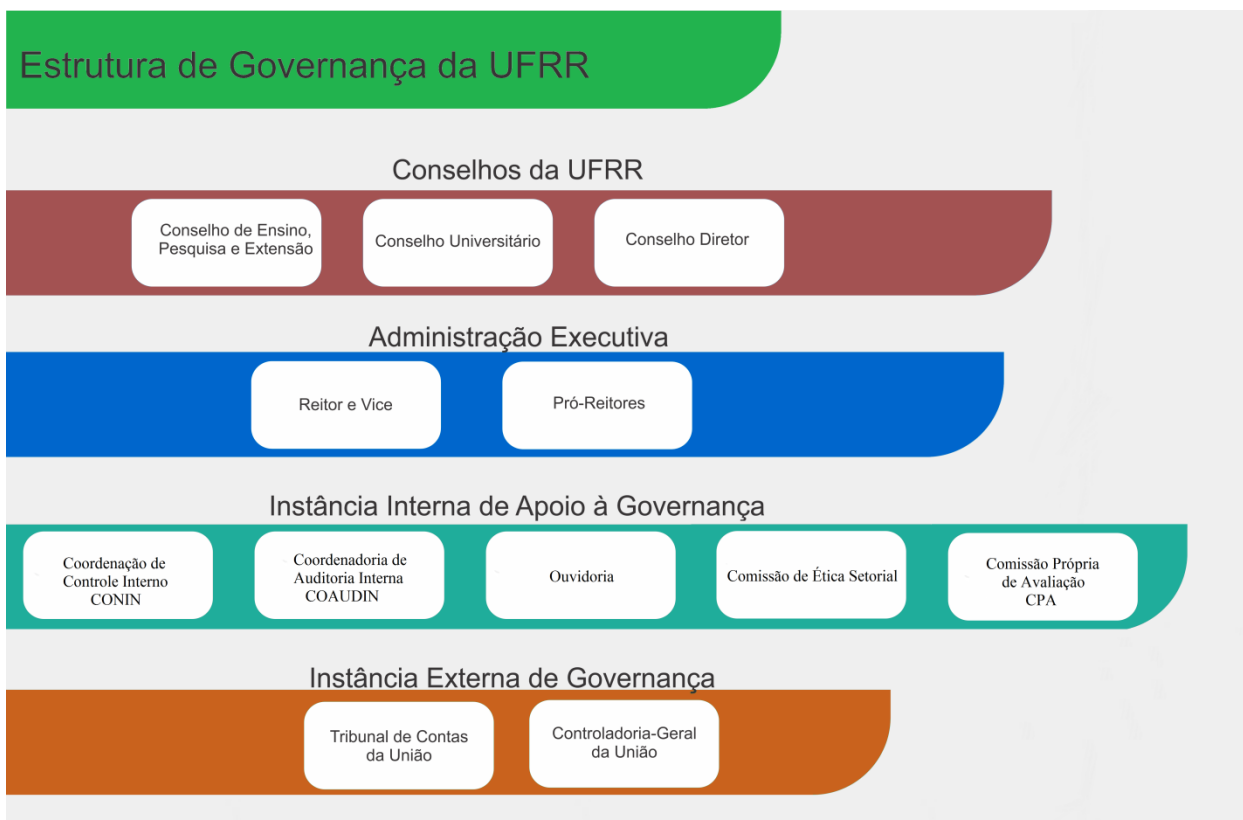 Estrutura de Governança da UFRR
Conselhos da UFRR
Conselho de Ensino,
Pesquisa e Extensão
Conselho Universitário
Conselho Diretor
Administração Executiva
Reitor e Vice
Pró-Reitores
Instância Interna de Apoio à Governança
Coordenação de
Controle Interno
CONIN
Coordenadoria de
Auditoria Interna
COAUDIN
Ouvidoria
Comissão de Ética Setorial
Comissão Própria
de Avaliação
CPA
Instância Externa de Governança
Tribunal de Contas
da União
Controladoria-Geral
da União